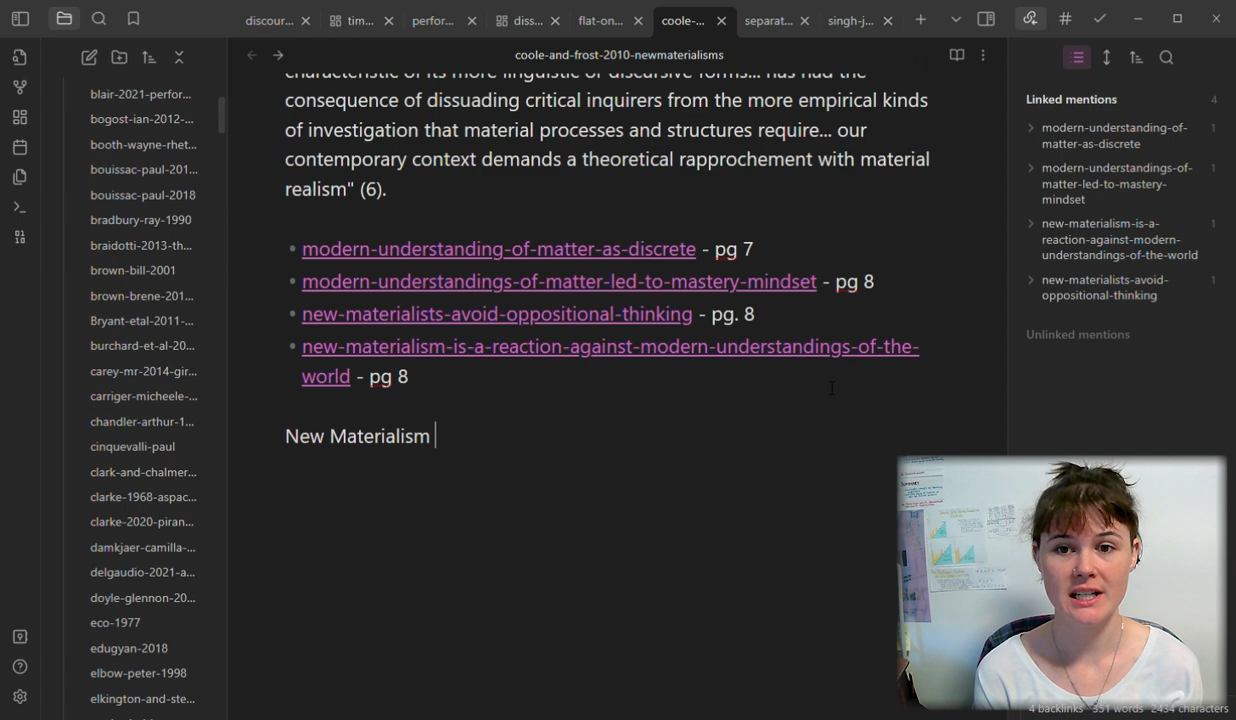 discour...
tim...
perfor...
diss...
flat-on...
coole-...
separat...
singh-j...
coole-and-frost-2010-newmaterialisms
blair-2021-perfor...
bogost-ian-2012-...
booth-wayne-rhet...
bouissac-paul-201...
bouissac-paul-2018
bradbury-ray-1990
braidotti-2013-th...
brown-bill-2001
brown-brene-201...
Bryant-etal-2011-...
burchard-et-al-20...
carey-mr-2014-gir...
carriger-micheele-...
chandler-arthur-1...
cinquevalli-paul
clark-and-chalmer...
clarke-1968-aspac...
clarke-2020-piran...
damkjaer-camilla-...
delgaudio-2021-a...
doyle-glennon-20...
eco-1977
edugyan-2018
elbow-peter-1998
elkington-and-ste...
characteristic of its more linguistic or discursive forms... has had the
consequence of dissuading critical inquirers from the more empirical kinds
of investigation that material processes and structures require... our
contemporary context demands a theoretical rapprochement with material
realism" (6).
modern-understanding-of-matter-as-discrete - pg 7
modern-understandings-of-matter-led-to-mastery-mindset - pg 8
new-materialists-avoid-oppositional-thinking - pg. 8
new-materialism-is-a-reaction-against-modern-understandings-of-the-
world - pg 8
New Materialism
Linked mentions 4
modern-understanding-of- 1
matter-as-discrete
modern-understandings-of- 1
matter-led-to-mastery-
mindset
new-materialism-is-a- 1
reaction-against-modern-
understandings-of-the-world
new-materialists-avoid- 1
oppositional-thinking
Unlinked mentions
4 backlinks 351 words 2434 characters